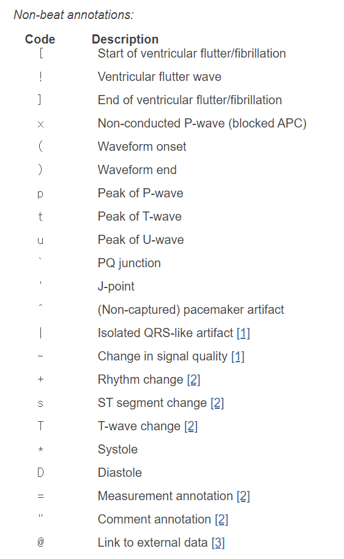 Non-beat annotations:
Code Description
[ Start of ventricular flutter/fibrillation
! Ventricular flutter wave
] End of ventricular flutter/fibrillation
x Non-conducted P-wave (blocked APC)
( Waveform onset
) Waveform end
p Peak of P-wave
t Peak of T-wave
u Peak of U-wave
` PQ junction
' J-point
^ (Non-captured) pacemaker artifact
| Isolated QRS-like artifact [1]
~ Change in signal quality [1]
+ Rhythm change [2]
s ST segment change [2]
T T-wave change [2]
* Systole
D Diastole
= Measurement annotation [2]
" Comment annotation [2]
@ Link to external data [3]